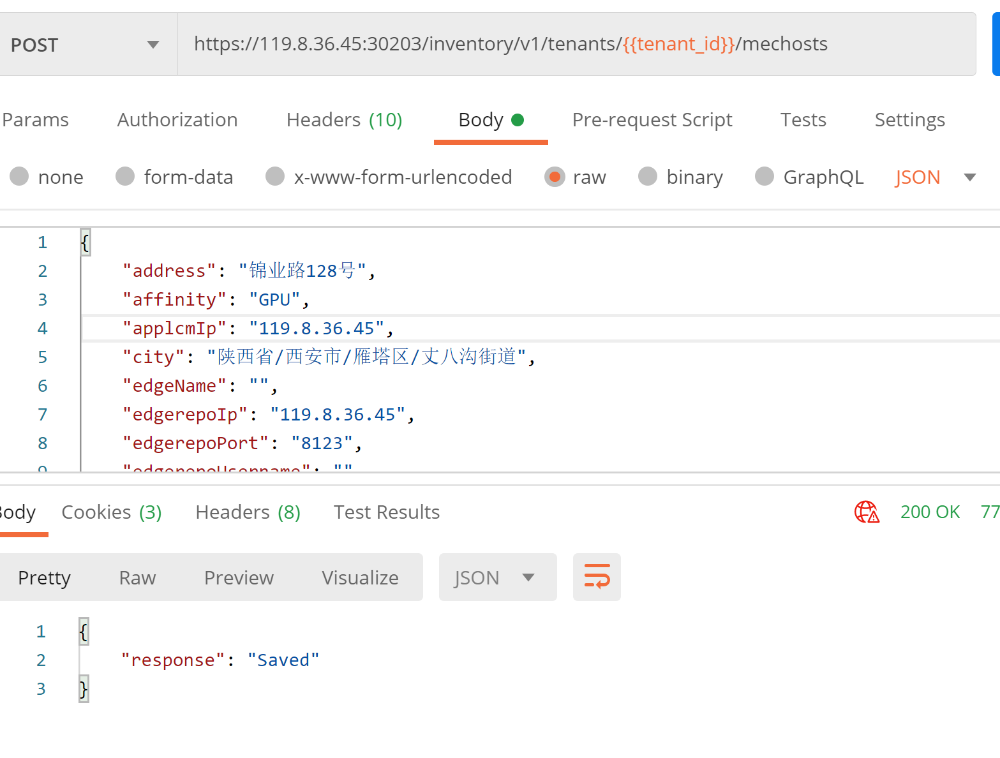 POST https://119.8.36.45:30203/inventory/v1/tenants/{{tenant_id}}/mechosts
Params Authorization Headers (10) Body Pre-request Script Tests Settings
none form-data x-www-form-urlencoded raw binary GraphQL JSON
1 {
2 "address": "锦业路128号",
3 "affinity": "GPU",
4 "applcmIp": "119.8.36.45",
5 "city": "陕西省/西安市/雁塔区/丈八沟街道",
6 "edgeName": "",
7 "edgerepoIp": "119.8.36.45",
8 "edgerepoPort": "8123",
9 "edgerepoUsername": ""
Body Cookies (3) Headers (8) Test Results 200 OK 77
Pretty Raw Preview Visualize JSON
1 {
2 "response": "Saved"
3 }